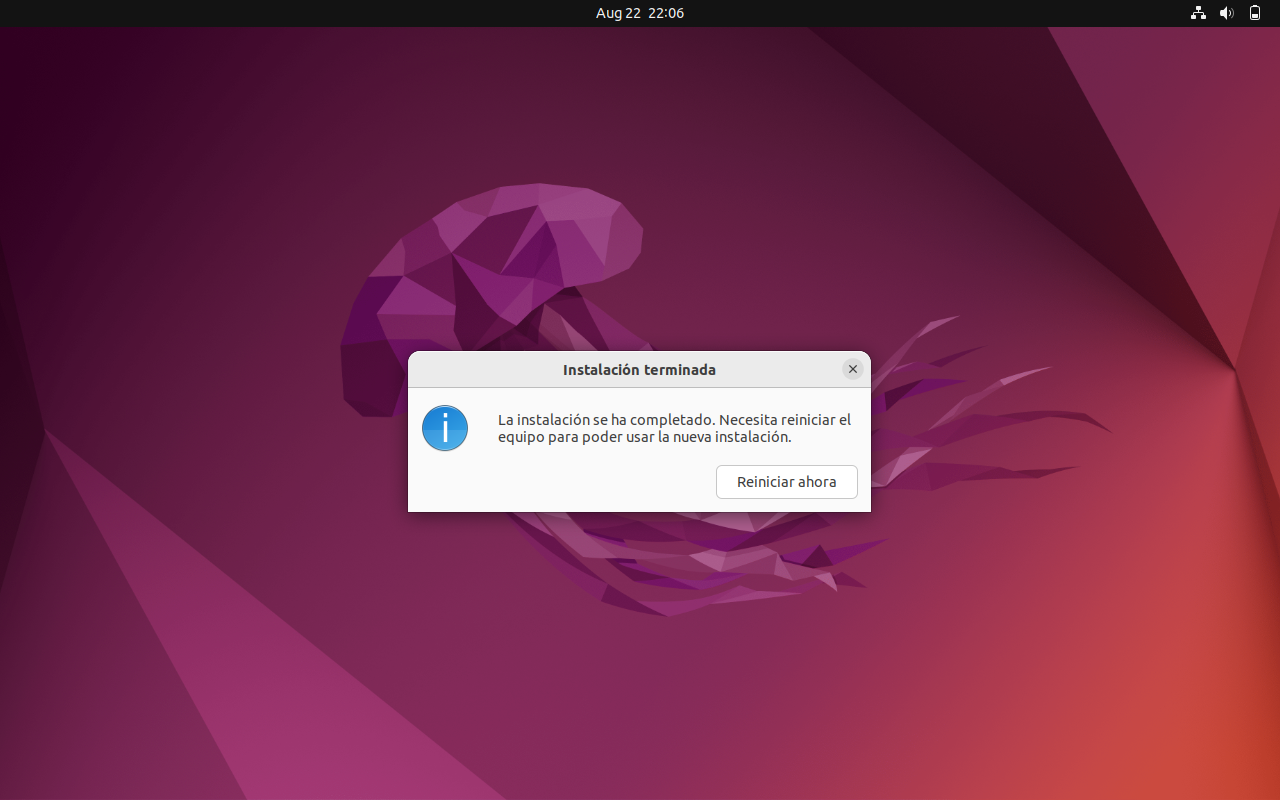 Aug 22 22:06
Instalación terminada
La instalación se ha completado. Necesita reiniciar el
equipo para poder usar la nueva instalación.
Reiniciar ahora